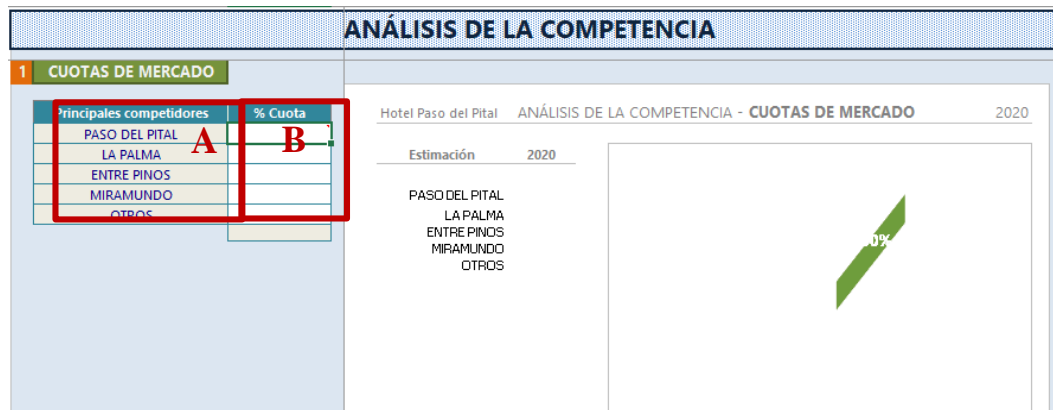 ANÁLISIS DE LA COMPETENCIA
1 CUOTAS DE MERCADO
Principales competidores % Cuota
PASO DEL PITAL
LA PALMA
ENTRE PINOS
MIRAMUNDO
OTROS
A B
Hotel Paso del Pital ANÁLISIS DE LA COMPETENCIA - CUOTAS DE MERCADO 2020
Estimación 2020
PASO DEL PITAL
LA PALMA
ENTRE PINOS
MIRAMUNDO
OTROS